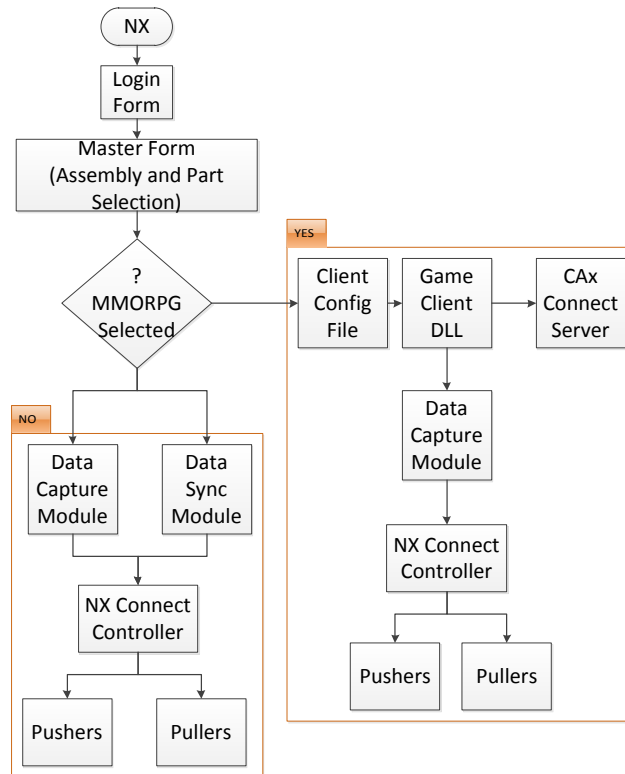 NX
Login
Form
Master Form
(Assembly and Part
Selection)
?
MMORPG
Selected
YES
Client
Config
File
Game
Client
DLL
CAx
Connect
Server
Data
Capture
Module
NX Connect
Controller
Pushers
Pullers
NO
Data
Capture
Module
Data
Sync
Module
NX Connect
Controller
Pushers
Pullers